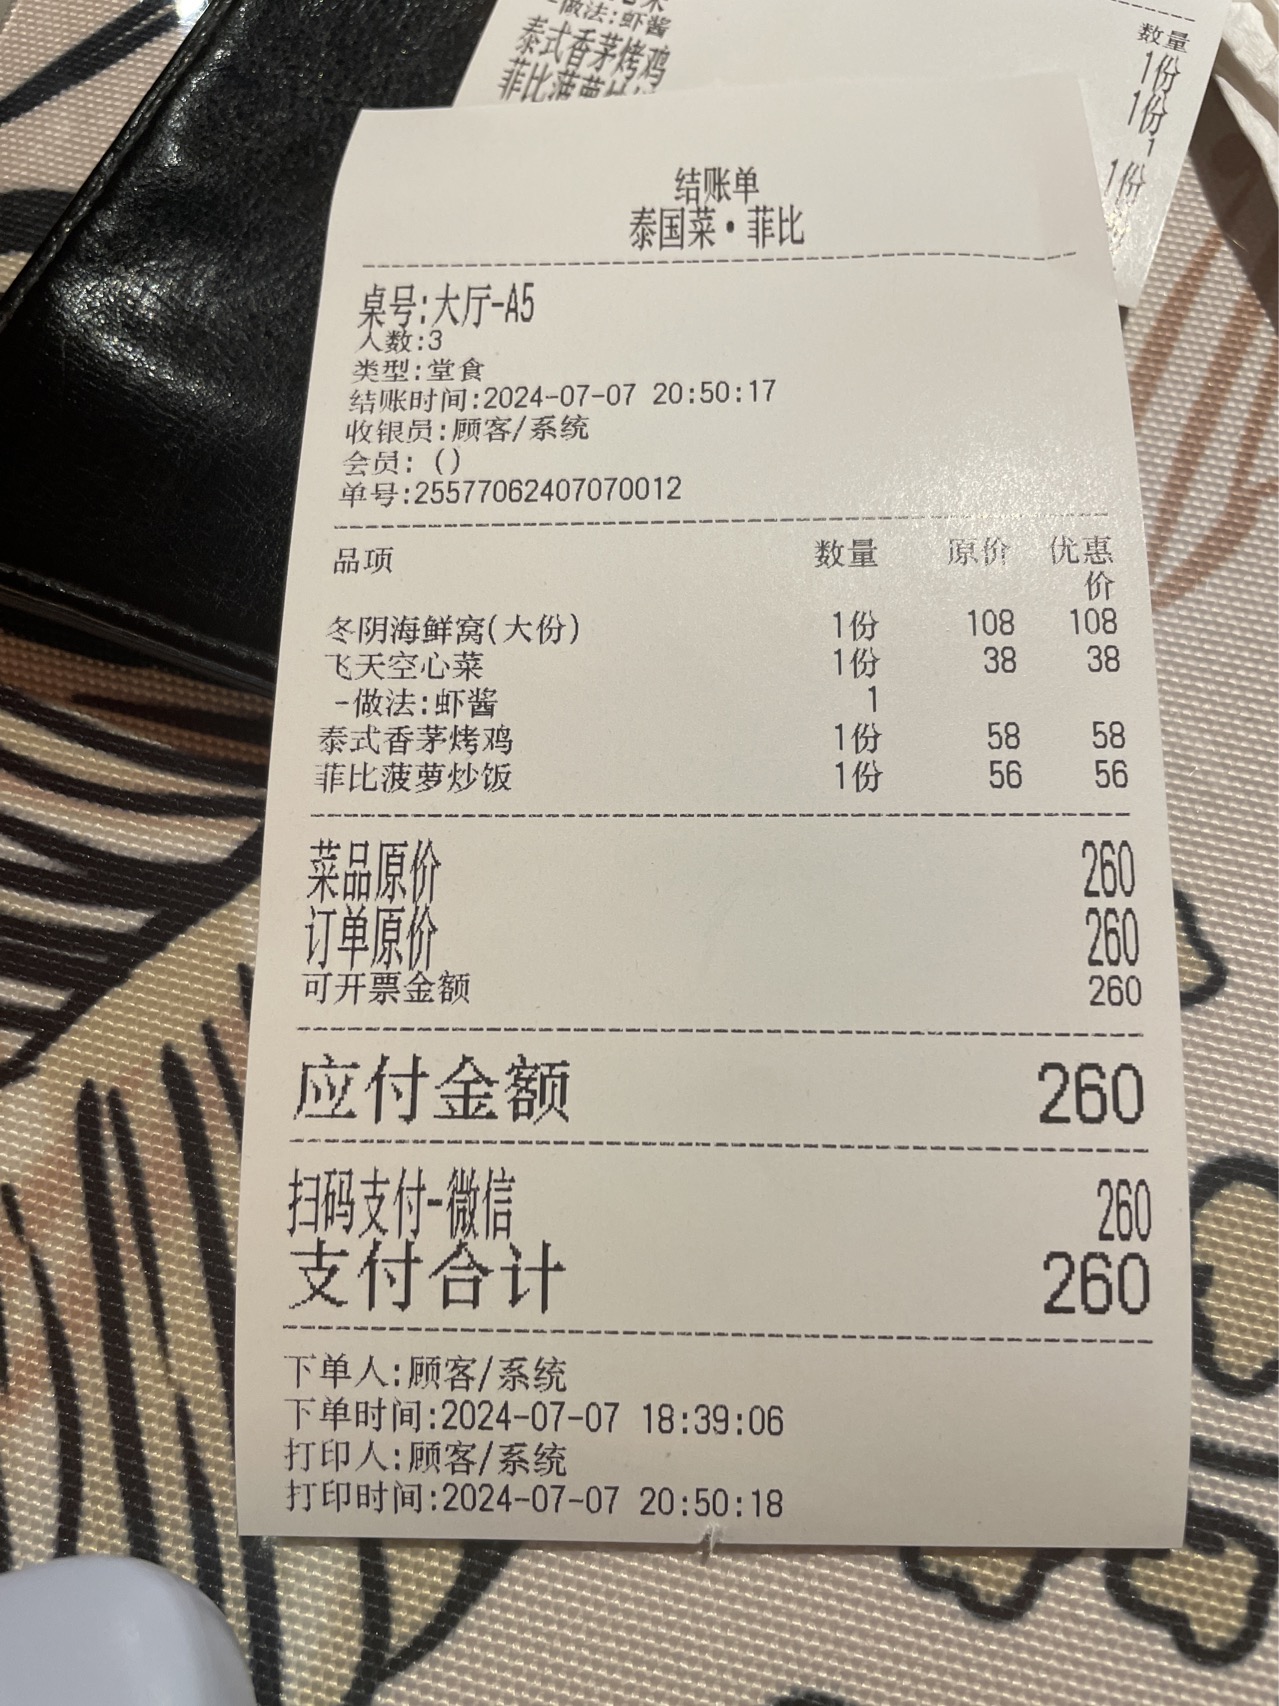 做法:虾酱
泰式香茅烤鸡
菲比菠萝
数量
1份
1份
1
1份
结账单
泰国菜·菲比
桌号:大厅-A5
人数:3
类型:堂食
结账时间:2024-07-07 20:50:17
收银员:顾客/系统
会员: ()
单号:25577062407070012
品项 数量 原价 优惠
价
冬阴海鲜窝(大份) 1份 108 108
飞天空心菜 1份 38 38
-做法:虾酱 1
泰式香茅烤鸡 1份 58 58
菲比菠萝炒饭 1份 56 56
菜品原价 260
订单原价 260
可开票金额 260
应付金额 260
扫码支付-微信 260
支付合计 260
下单人:顾客/系统
下单时间:2024-07-07 18:39:06
打印人:顾客/系统
打印时间:2024-07-07 20:50:18